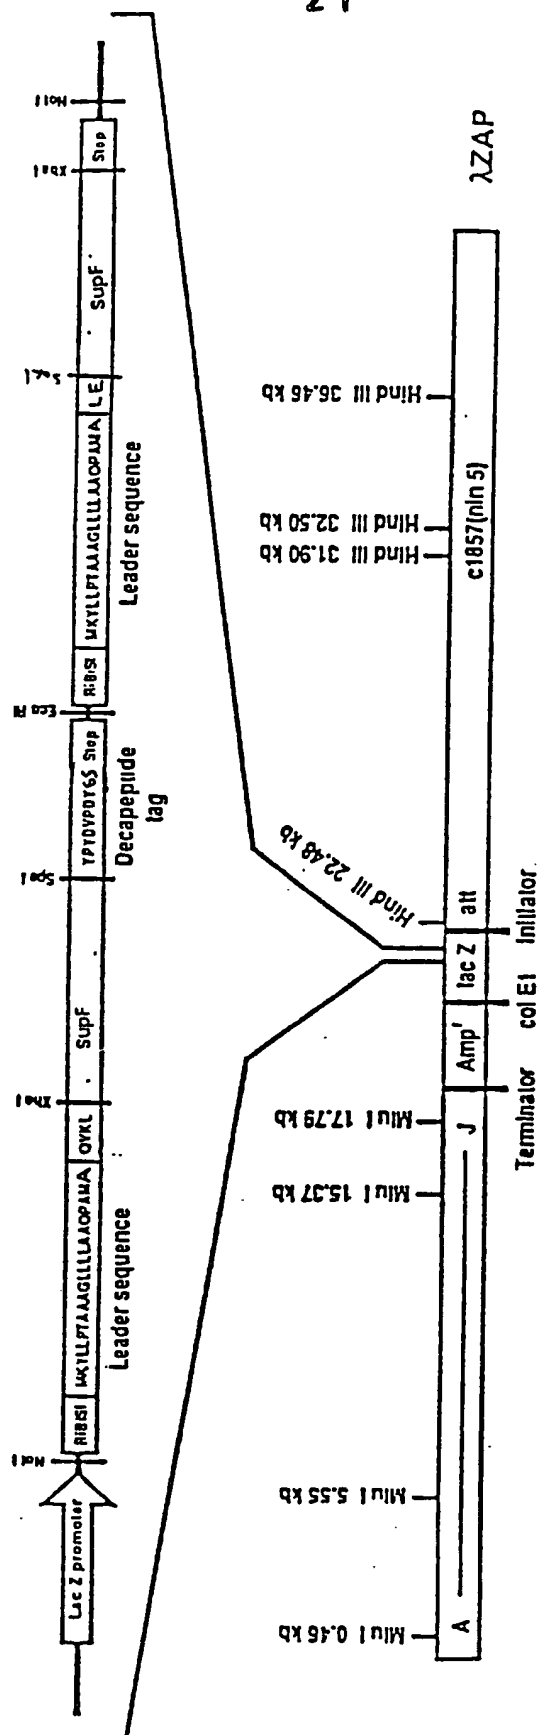 Lac Z promoter
Not I
RIBISI
MKYLLPTAAAGLLLLAAQPAMA
QVKL
Leader sequence
Xho I
SupF
Spe I
YPYDVPDYGS Stop
Decapeptide
tag
Eco RI
RIBISI
MKYLLPTAAAGLLLLAAQPAMA
LE
Leader sequence
SupF
Xba I
Stop
Not I
Mlu I 0.46 kb
Mlu I 5.55 kb
Mlu I 15.37 kb
Mlu I 17.79 kb
Hind III 22.48 kb
Hind III 31.90 kb
Hind III 32.50 kb
Hind III 36.46 kb
A
J
Amp'
lac Z
att
c1857(nin 5)
λZAP
Terminator
col E1
Initiator